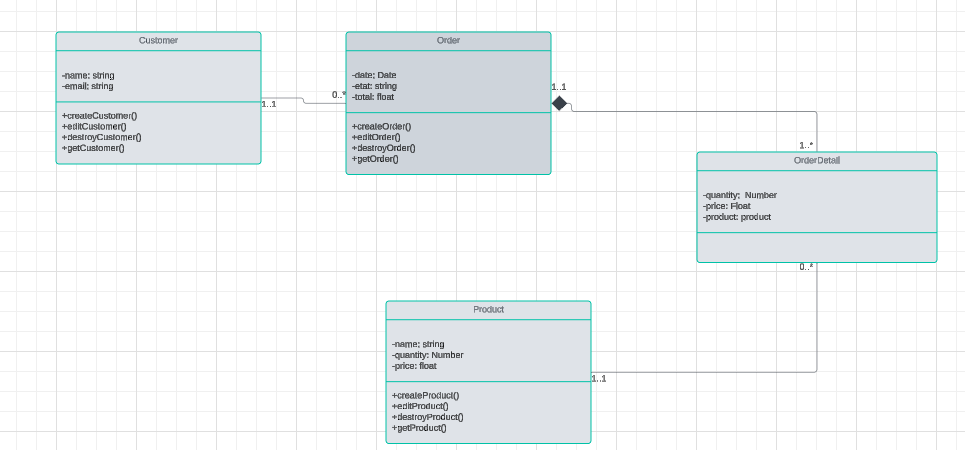 Customer
-name: string
-email; string
+createCustomer()
+editCustomer()
+destroyCustomer()
+getCustomer()
1..1
0..*
Order
-date; Date
-etat: string
-total: float
+createOrder()
+editOrder()
+destroyOrder()
+getOrder()
1..1
1..*
OrderDetail
-quantity;  Number
-price: Float
-product: product
0..*
Product
-name; string
-quantity: Number
-price: float
+createProduct()
+editProduct()
+destroyProduct()
+getProduct()
1..1